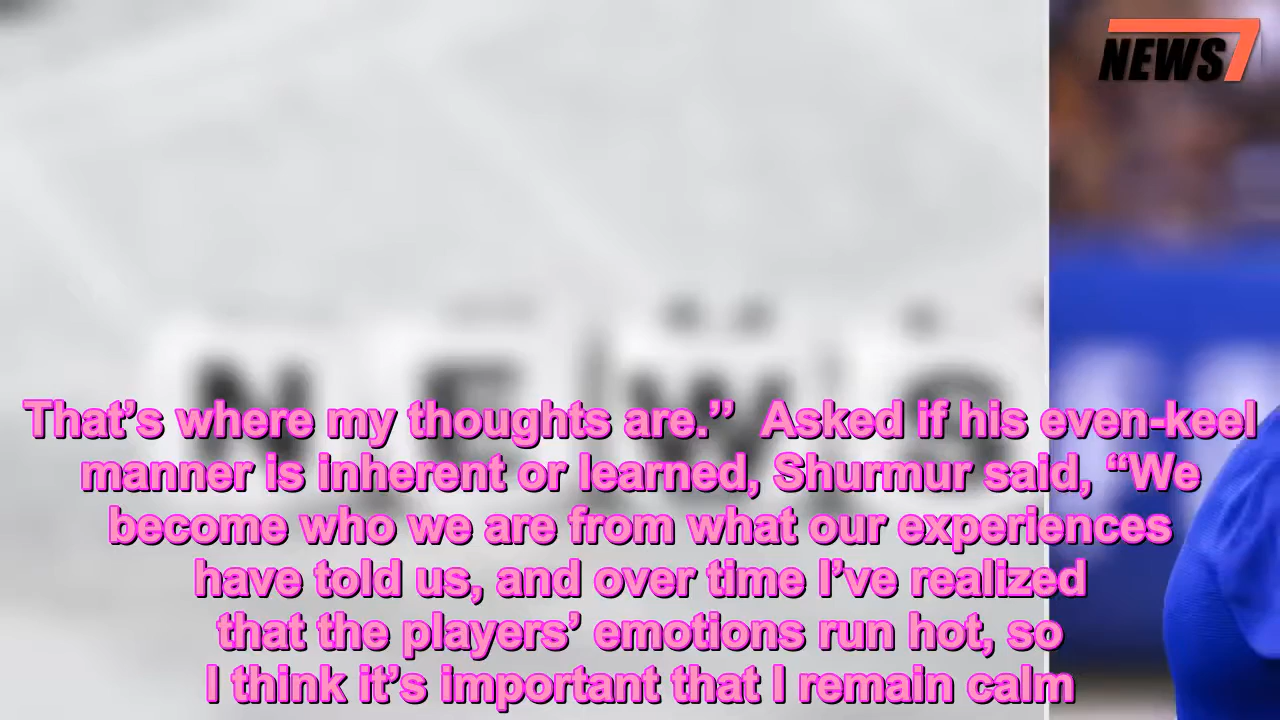 NEWS7
N E W S
That’s where my thoughts are.”  Asked if his even-keel
manner is inherent or learned, Shurmur said, “We
become who we are from what our experiences
have told us, and over time I’ve realized
that the players’ emotions run hot, so
I think it’s important that I remain calm